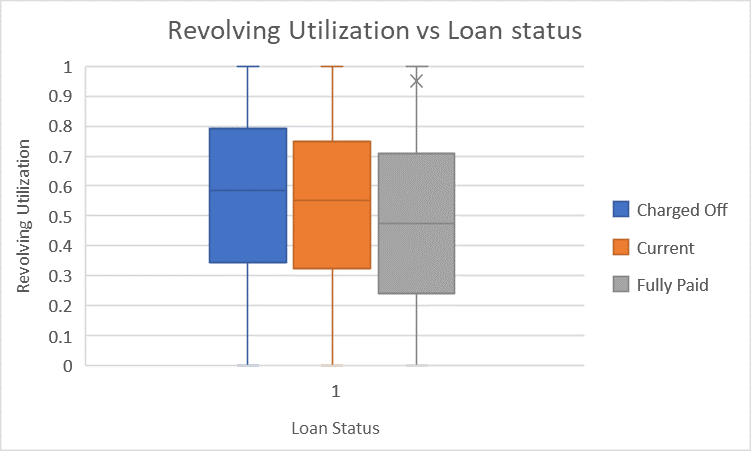 Revolving Utilization vs Loan status
Revolving Utilization
1
0.9
0.8
0.7
0.6
0.5
0.4
0.3
0.2
0.1
0
1
Loan Status
Charged Off
Current
Fully Paid